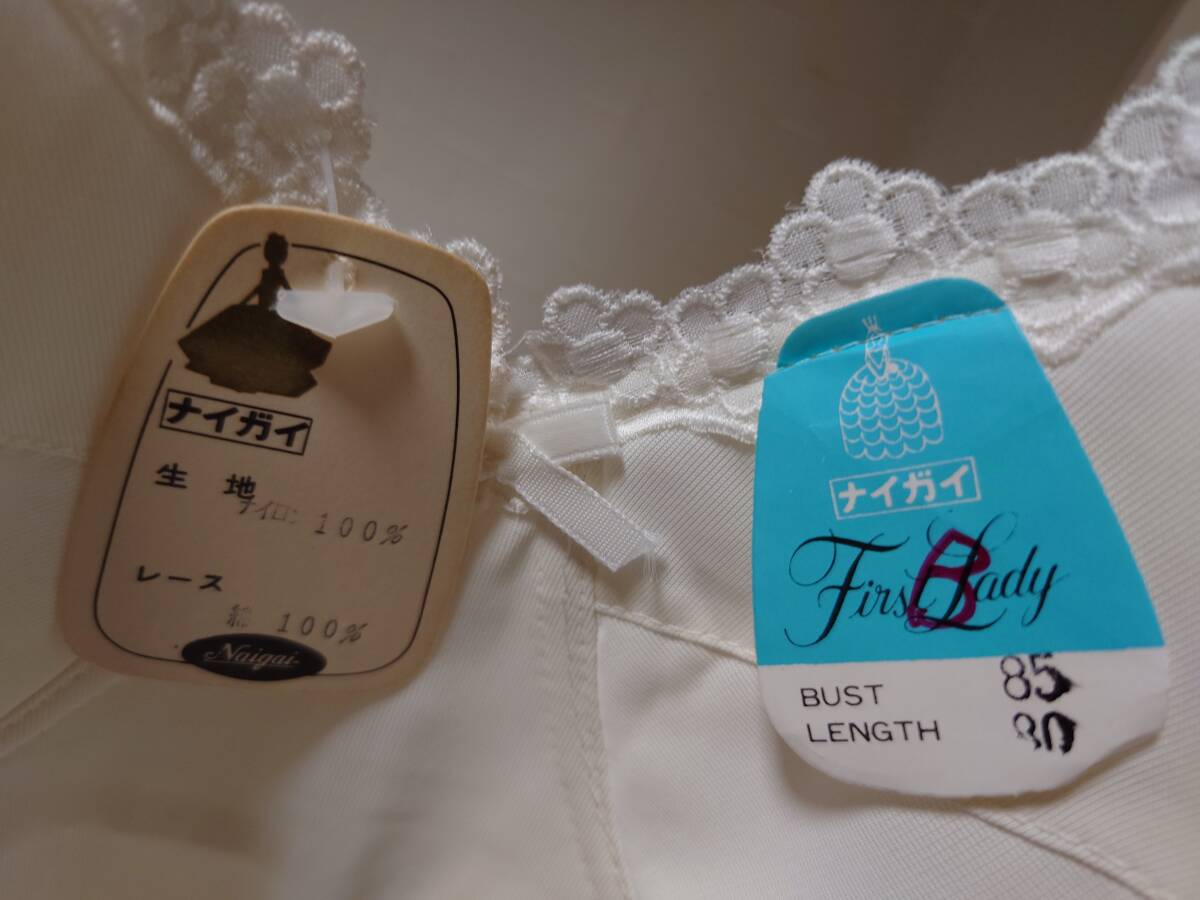 ナイガイ
生地
ナイロン 100%
レース
綿 100%
Naigai
ナイガイ
First Lady
B
BUST 85
LENGTH 80